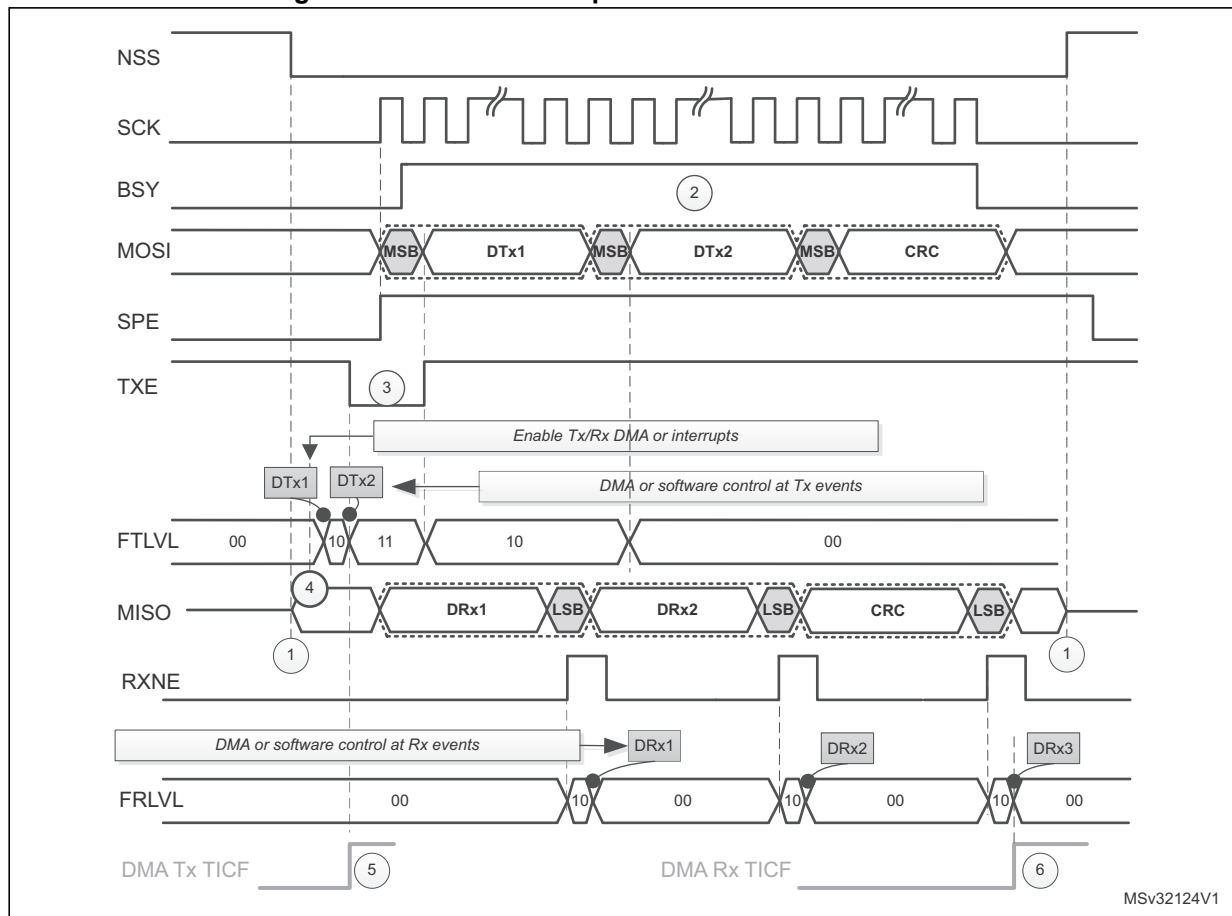 NSS
SCK
BSY
2
MOSI
MSB DTx1 MSB DTx2 MSB CRC
SPE
TXE
3
Enable Tx/Rx DMA or interrupts
DTx1 DTx2 DMA or software control at Tx events
FTLVL 00 10 11 10 00
4
MISO DRx1 LSB DRx2 LSB CRC LSB
1 1
RXNE
DMA or software control at Rx events DRx1 DRx2 DRx3
FRLVL 00 10 00 10 00 10 00
DMA Tx TICF 5 DMA Rx TICF 6
MSv32124V1